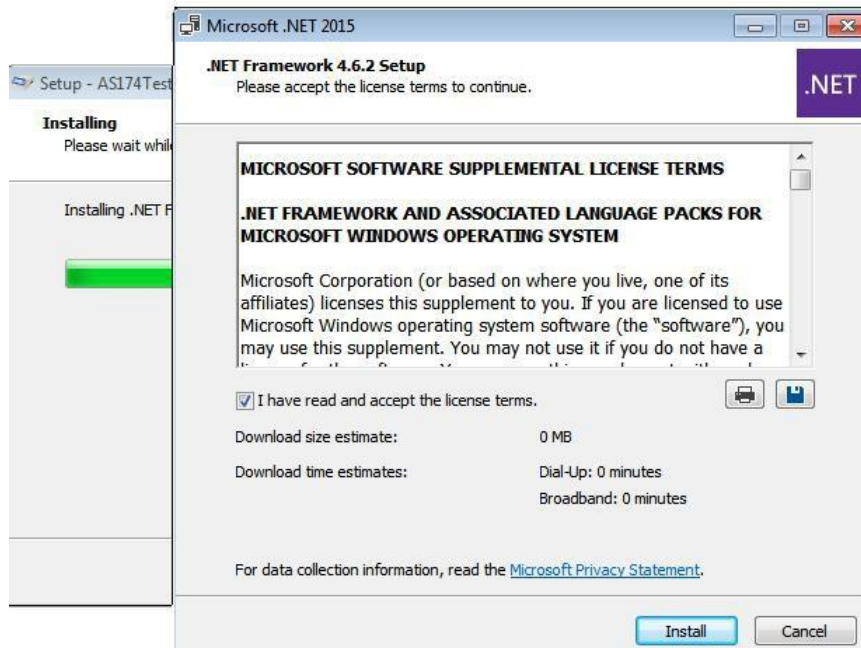 Microsoft .NET 2015
.NET Framework 4.6.2 Setup
Please accept the license terms to continue.
.NET
Setup - AS174Test
Installing
Please wait while
Installing .NET F
MICROSOFT SOFTWARE SUPPLEMENTAL LICENSE TERMS
.NET FRAMEWORK AND ASSOCIATED LANGUAGE PACKS FOR
MICROSOFT WINDOWS OPERATING SYSTEM
Microsoft Corporation (or based on where you live, one of its
affiliates) licenses this supplement to you. If you are licensed to use
Microsoft Windows operating system software (the “software”), you
may use this supplement. You may not use it if you do not have a
I have read and accept the license terms.
Download size estimate: 0 MB
Download time estimates: Dial-Up: 0 minutes
Broadband: 0 minutes
For data collection information, read the Microsoft Privacy Statement.
Install Cancel